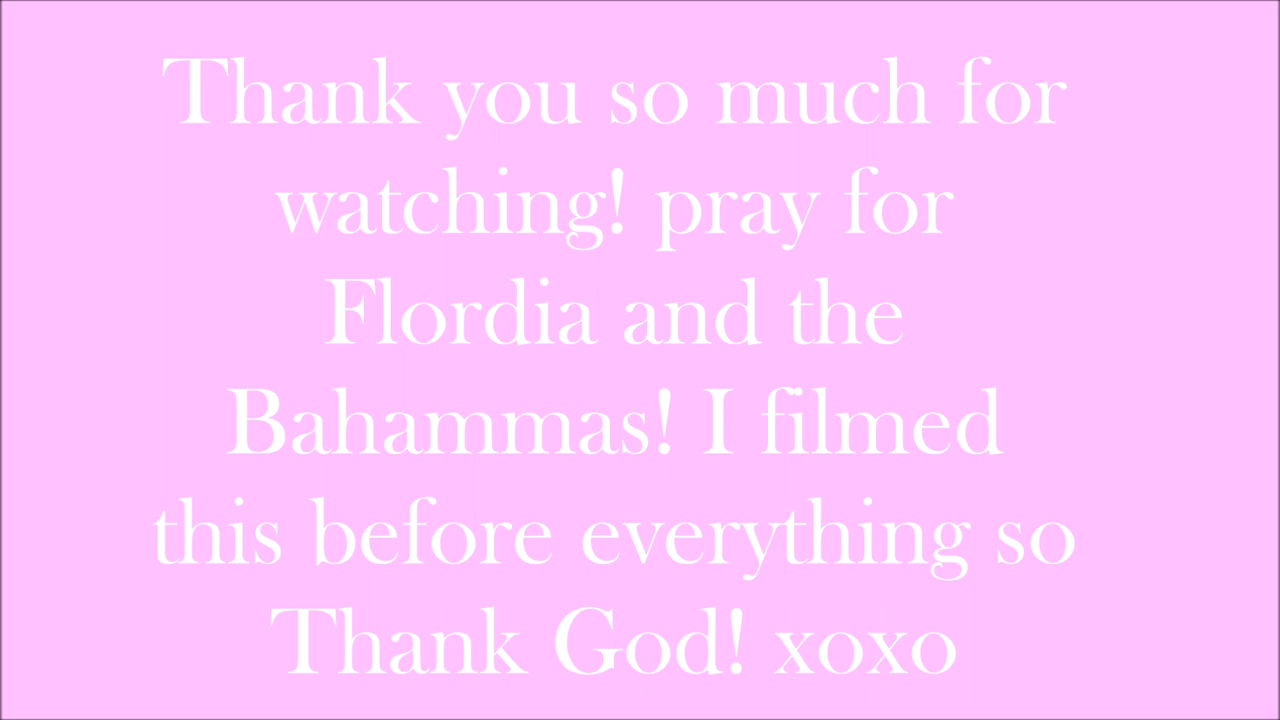 Thank you so much for
watching! pray for
Flordia and the
Bahammas! I filmed
this before everything so
Thank God! xoxo